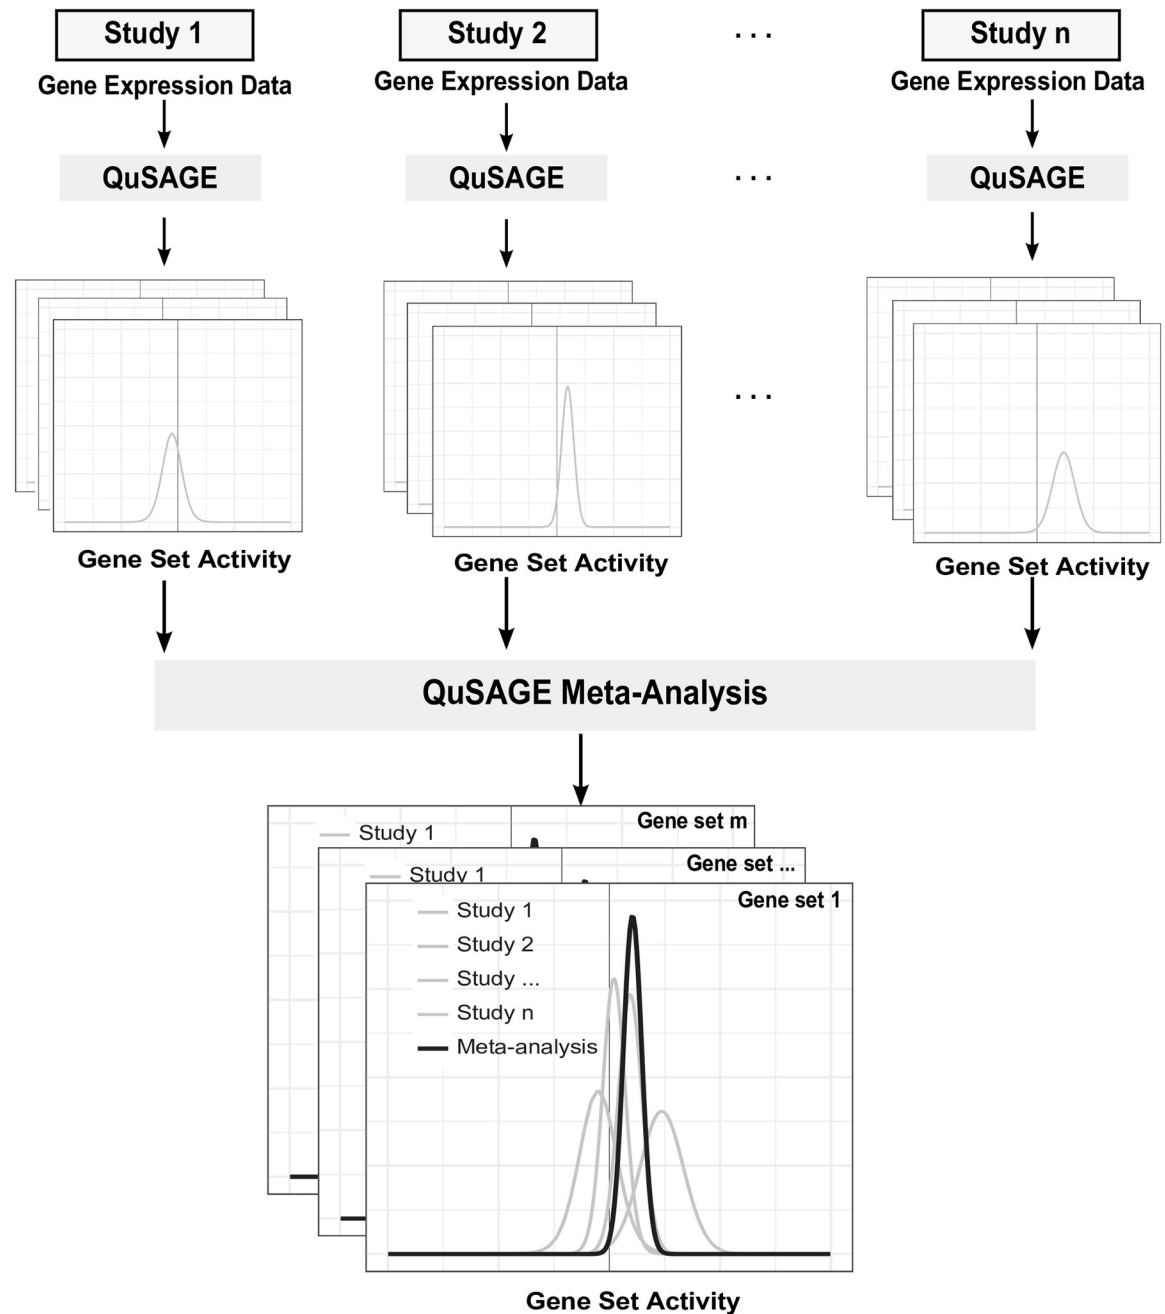 Study 1
Study 2
. . .
Study n
Gene Expression Data
Gene Expression Data
Gene Expression Data
QuSAGE
QuSAGE
. . .
QuSAGE
. . .
Gene Set Activity
Gene Set Activity
Gene Set Activity
QuSAGE Meta-Analysis
Gene set m
Study 1
Gene set ...
Study 1
Gene set 1
Study 1
Study 2
Study ...
Study n
Meta-analysis
Gene Set Activity